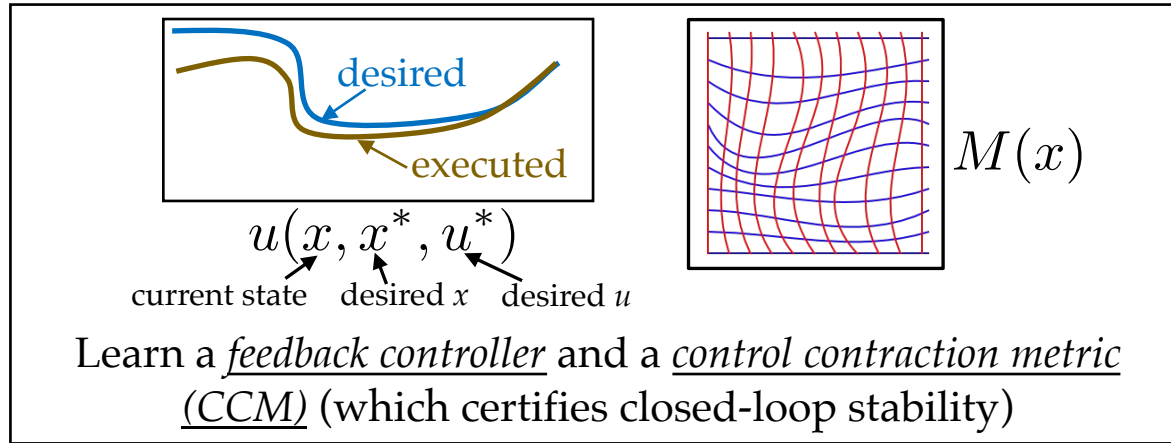 desired
executed
M(x)
u(x, x*, u*)
current state desired x desired u
Learn a feedback controller and a control contraction metric
(CCM) (which certifies closed-loop stability)